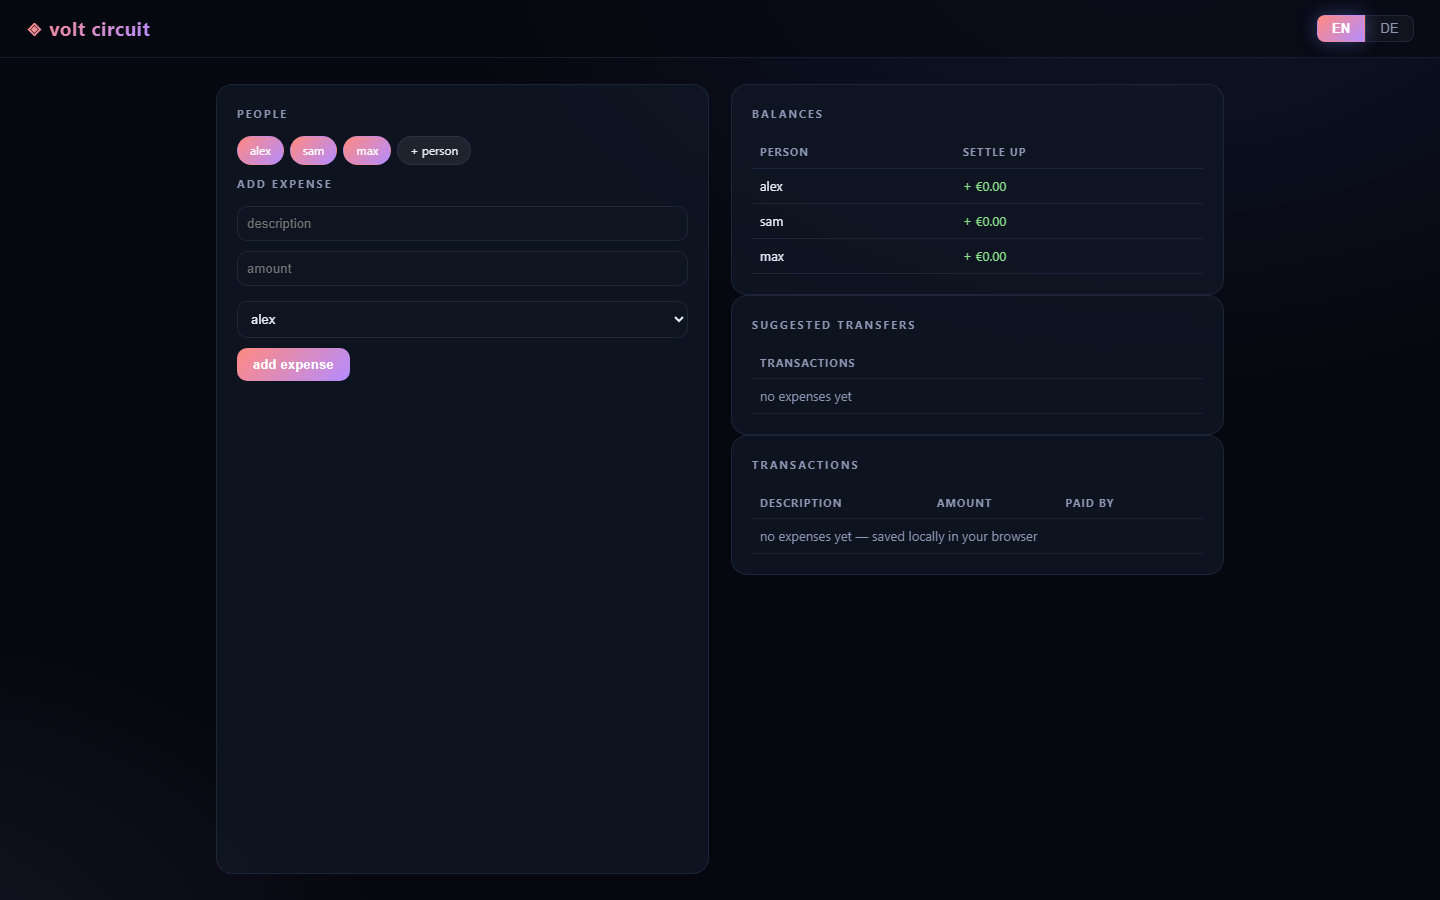 ◈ volt circuit
EN DE
PEOPLE
alex sam max + person
ADD EXPENSE
description
amount
alex
add expense
BALANCES
PERSON SETTLE UP
alex + €0.00
sam + €0.00
max + €0.00
SUGGESTED TRANSFERS
TRANSACTIONS
no expenses yet
TRANSACTIONS
DESCRIPTION AMOUNT PAID BY
no expenses yet — saved locally in your browser